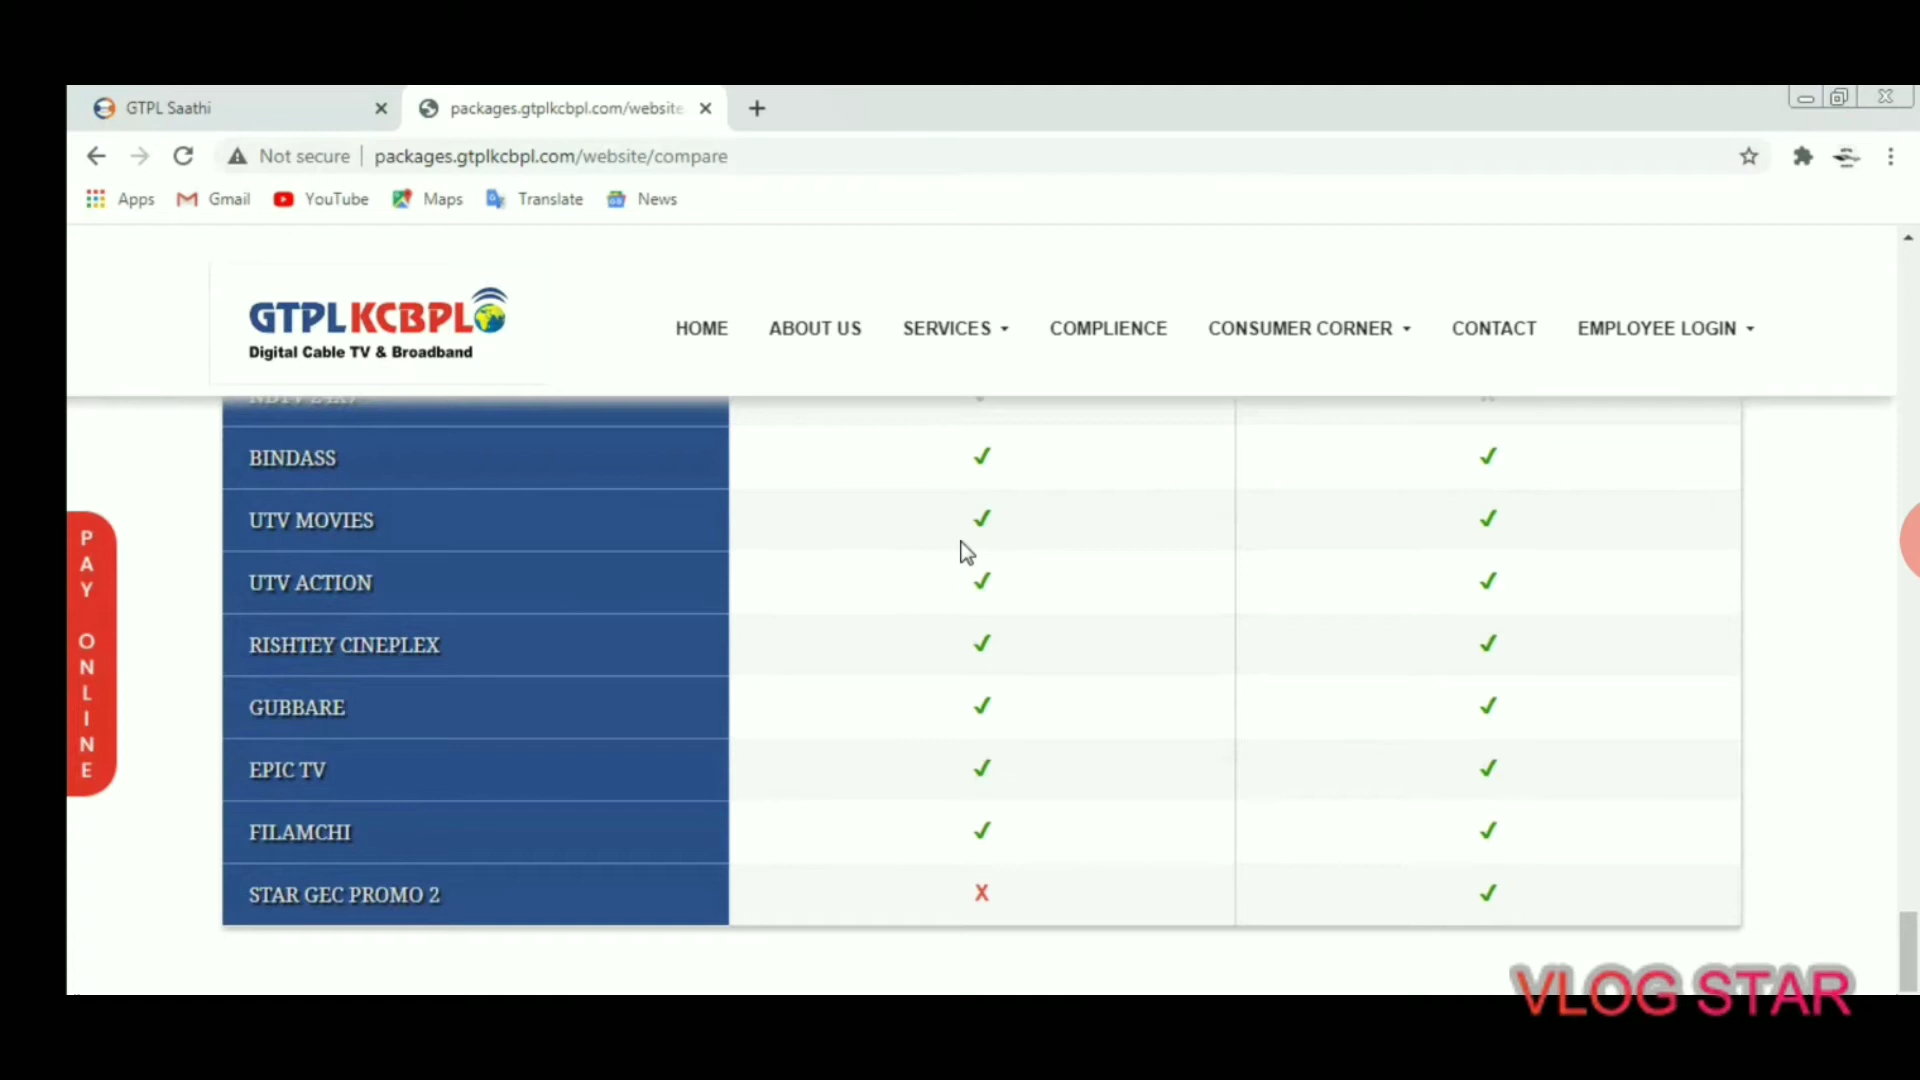 GTPL Saathi
packages.gtplkcbpl.com/website
Not secure packages.gtplkcbpl.com/website/compare
Apps Gmail YouTube Maps Translate News
GTPL KCBPL
Digital Cable TV & Broadband
HOME ABOUT US SERVICES COMPLIENCE CONSUMER CORNER CONTACT EMPLOYEE LOGIN
BINDASS
UTV MOVIES
UTV ACTION
RISHTEY CINEPLEX
GUBBARE
EPIC TV
FILAMCHI
STAR GEC PROMO 2 X
PAY ONLINE
VLOG STAR